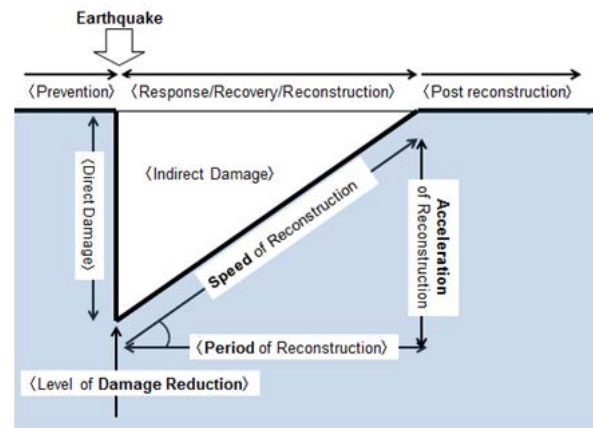 Earthquake
〈Prevention〉
〈Response/Recovery/Reconstruction〉
〈Post reconstruction〉
〈Direct Damage〉
〈Indirect Damage〉
Speed of Reconstruction
Acceleration
of Reconstruction
〈Period of Reconstruction〉
〈Level of Damage Reduction〉